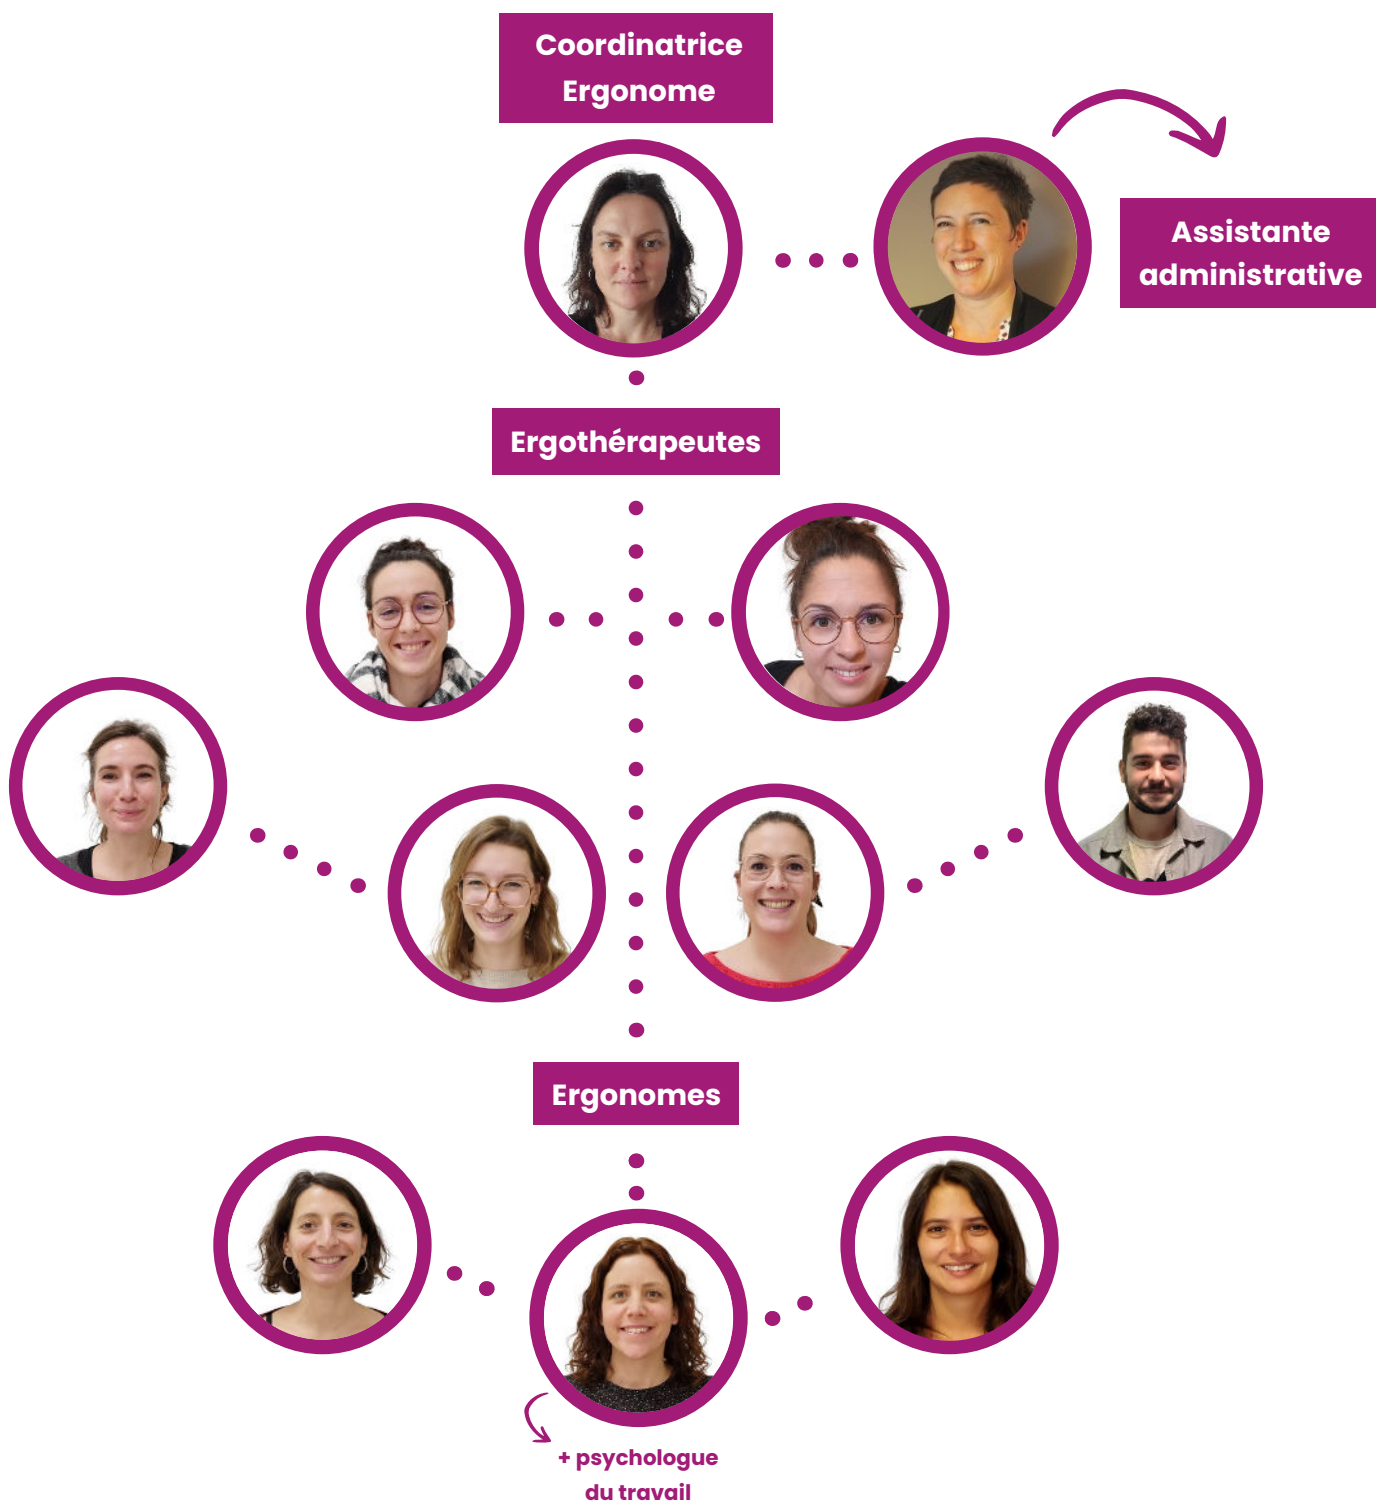 Coordinatrice
Ergonome
Assistante
administrative
Ergothérapeutes
Ergonomes
+ psychologue
du travail